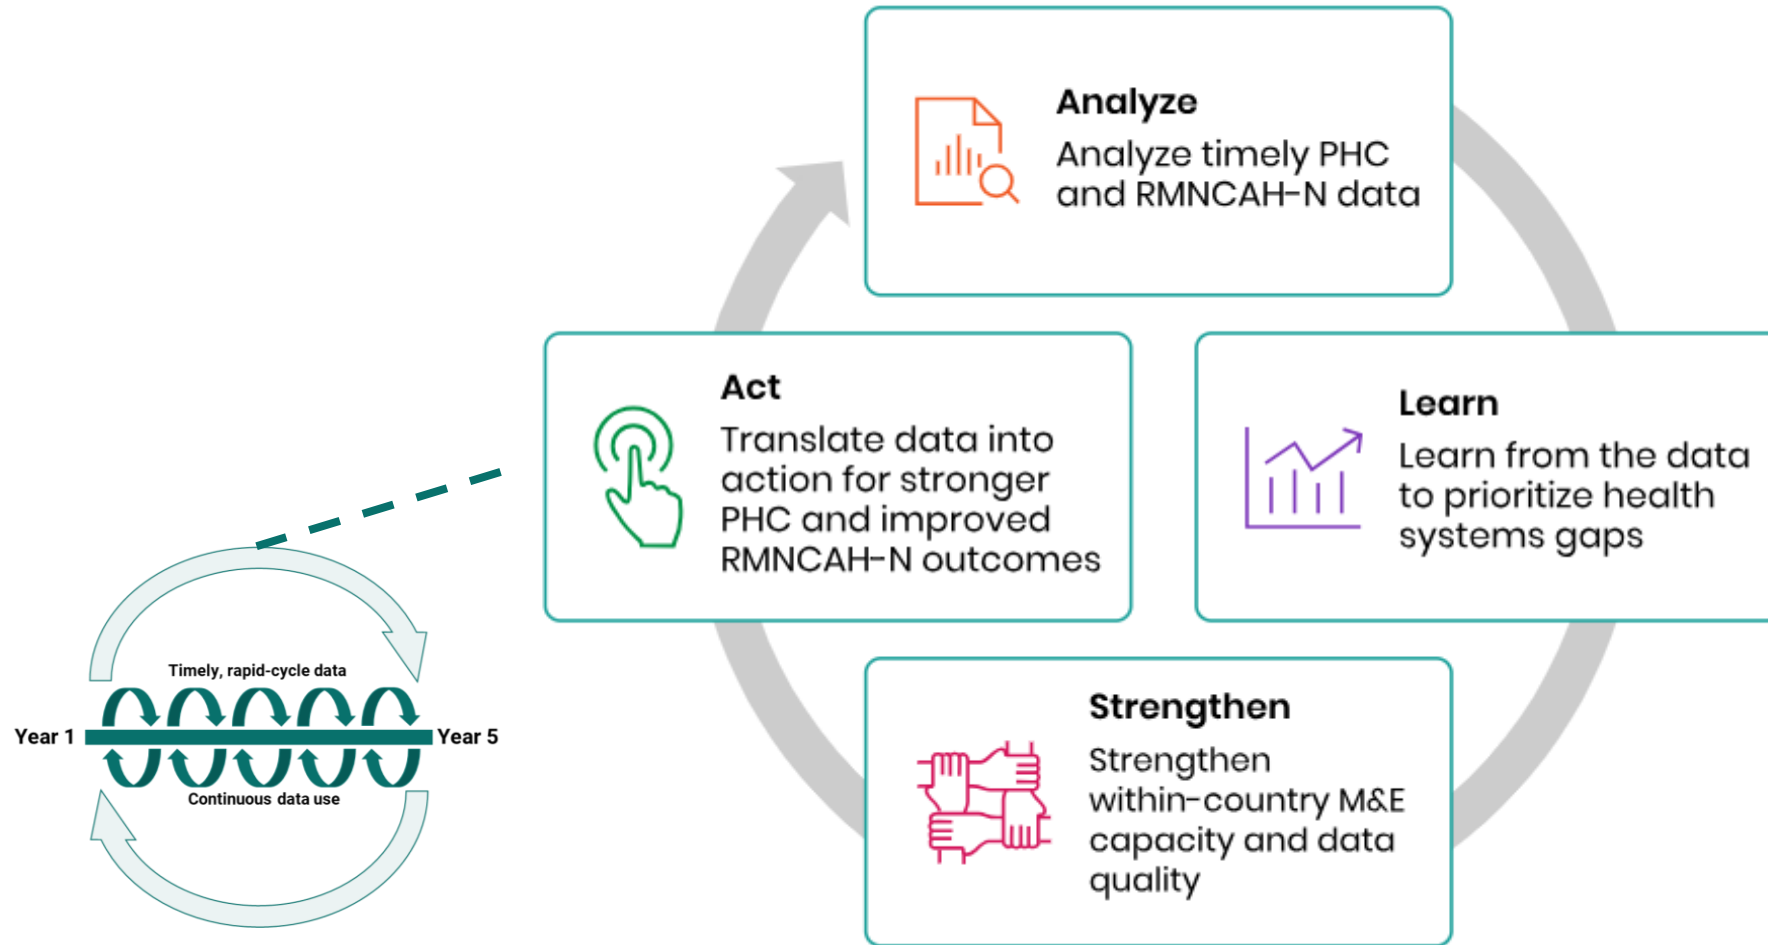 Analyze
Analyze timely PHC
and RMNCAH-N data
Act
Translate data into
action for stronger
PHC and improved
RMNCAH-N outcomes
Learn
Learn from the data
to prioritize health
systems gaps
Strengthen
Strengthen
within-country M&E
capacity and data
quality
Timely, rapid-cycle data
Year 1
Year 5
Continuous data use